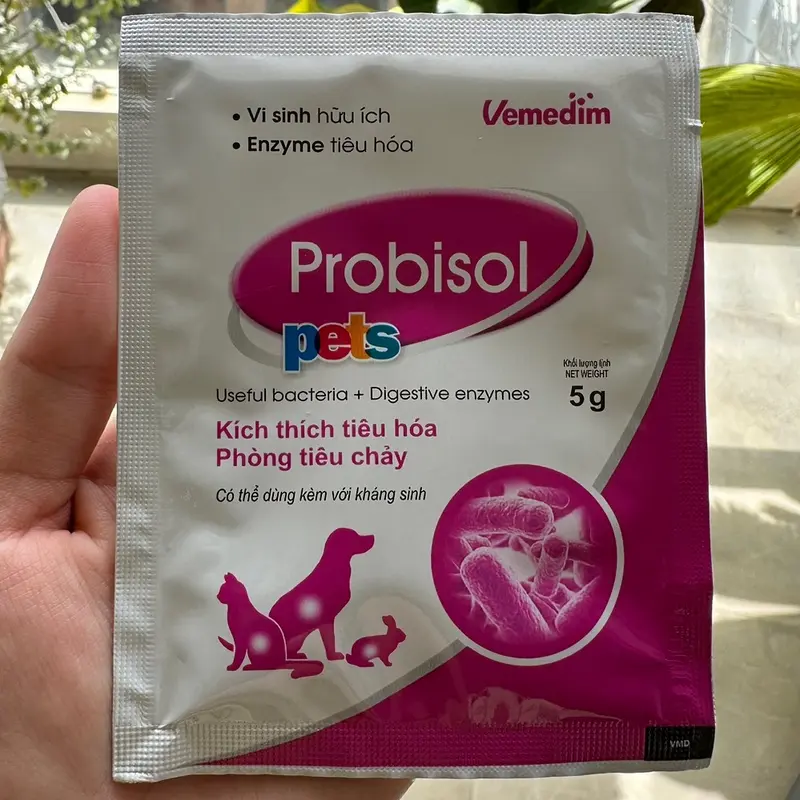 • Vi sinh hữu ích
• Enzyme tiêu hóa
Vemedim
Probisol
pets
Useful bacteria + Digestive enzymes
Khối lượng tịnh
NET WEIGHT
5 g
Kích thích tiêu hóa
Phòng tiêu chảy
Có thể dùng kèm với kháng sinh
VMD